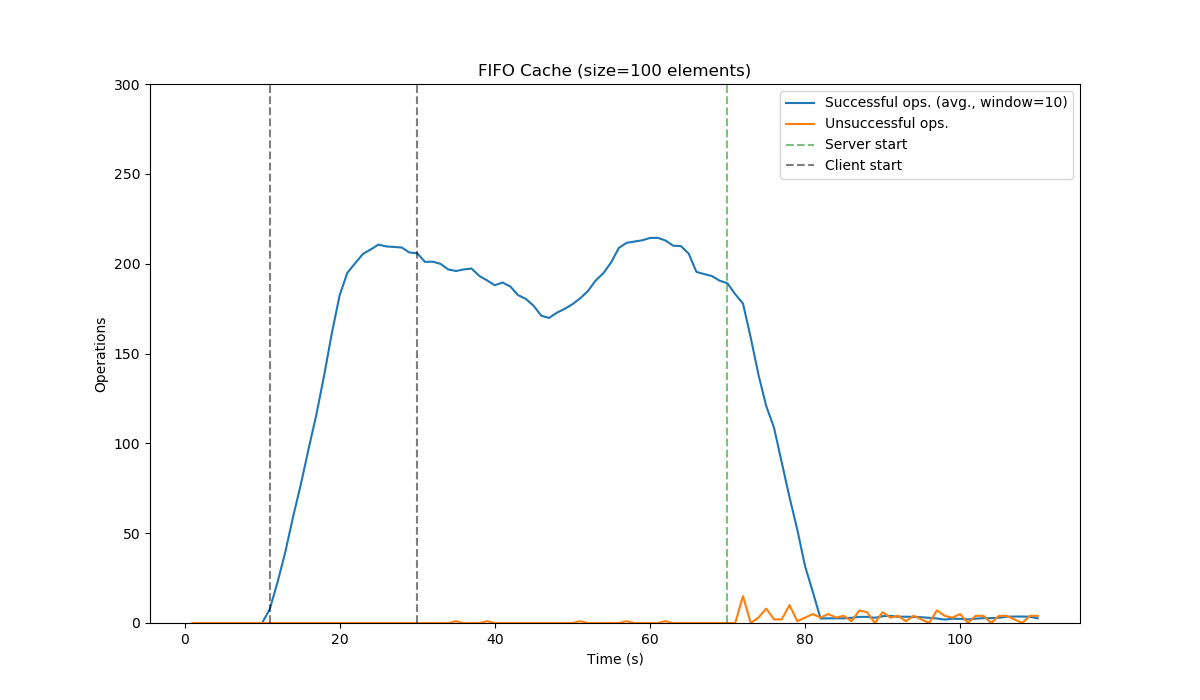 FIFO Cache (size=100 elements)
300
250
200
150
100
50
0
Operations
Successful ops. (avg., window=10)
Unsuccessful ops.
Server start
Client start
0 20 40 60 80 100
Time (s)